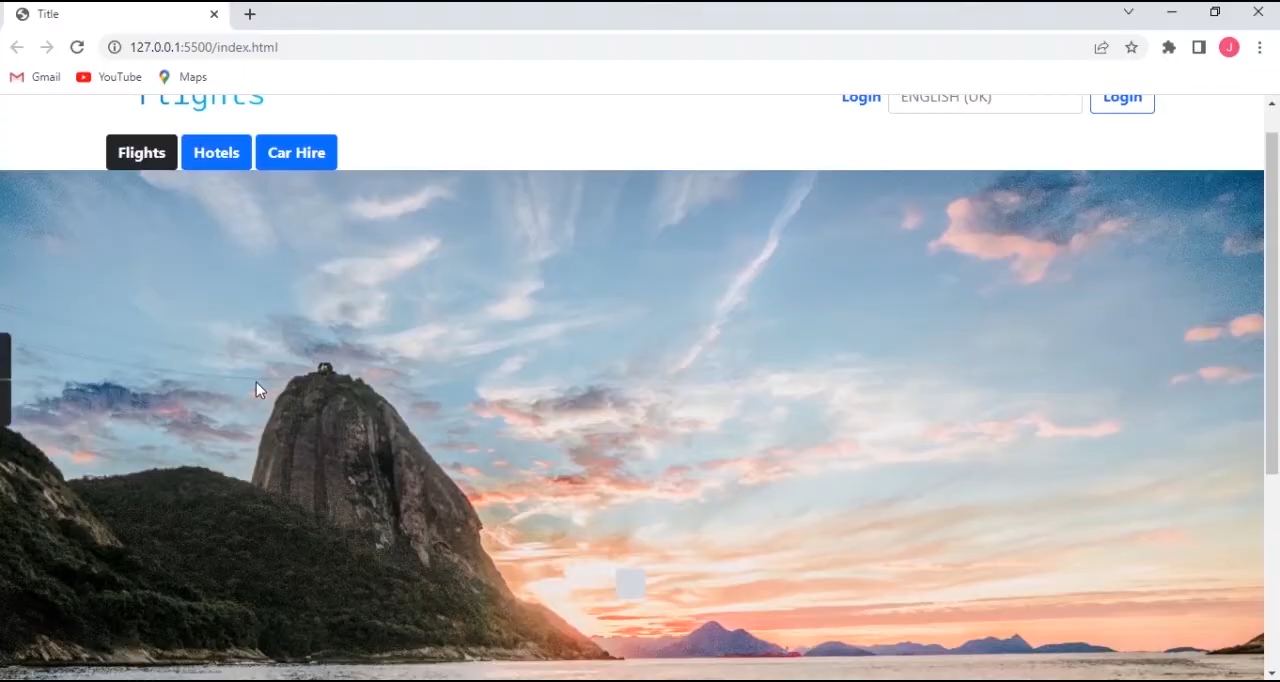 Title
127.0.0.1:5500/index.html
J
Gmail YouTube Maps
Flights
Login ENGLISH (UK) Login
Flights Hotels Car Hire